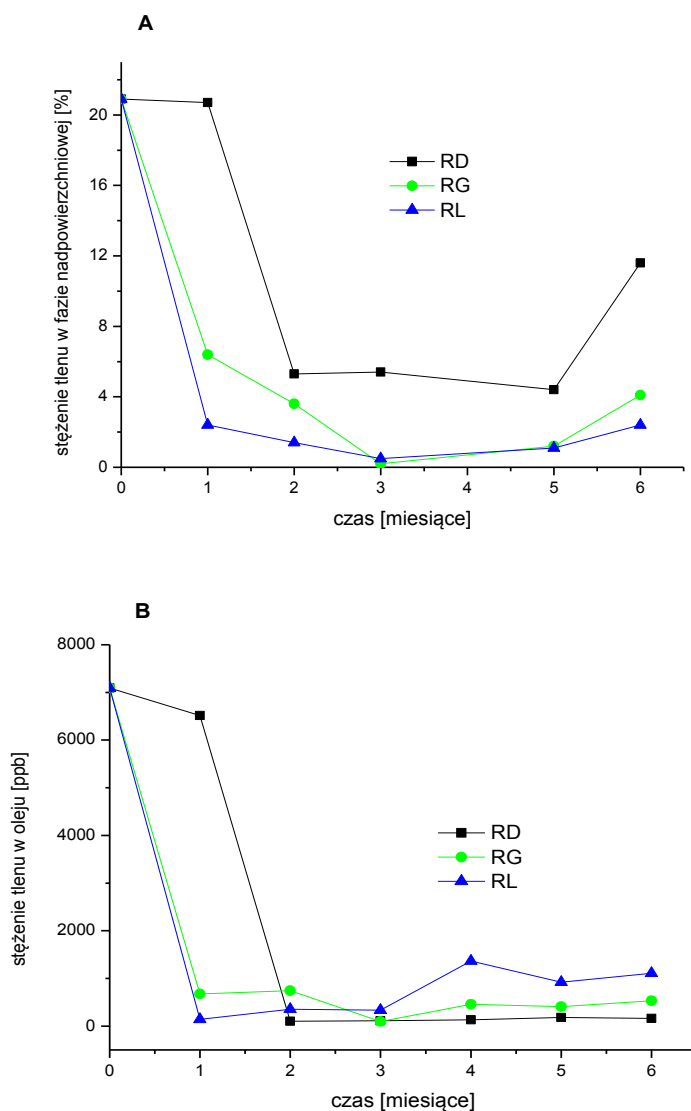 A
stężenie tlenu w fazie nadpowierzchniowej [%]
20
16
12
8
4
0
RD
RG
RL
0 1 2 3 4 5 6
czas [miesiące]
B
stężenie tlenu w oleju [ppb]
8000
6000
4000
2000
0
RD
RG
RL
0 1 2 3 4 5 6
czas [miesiące]